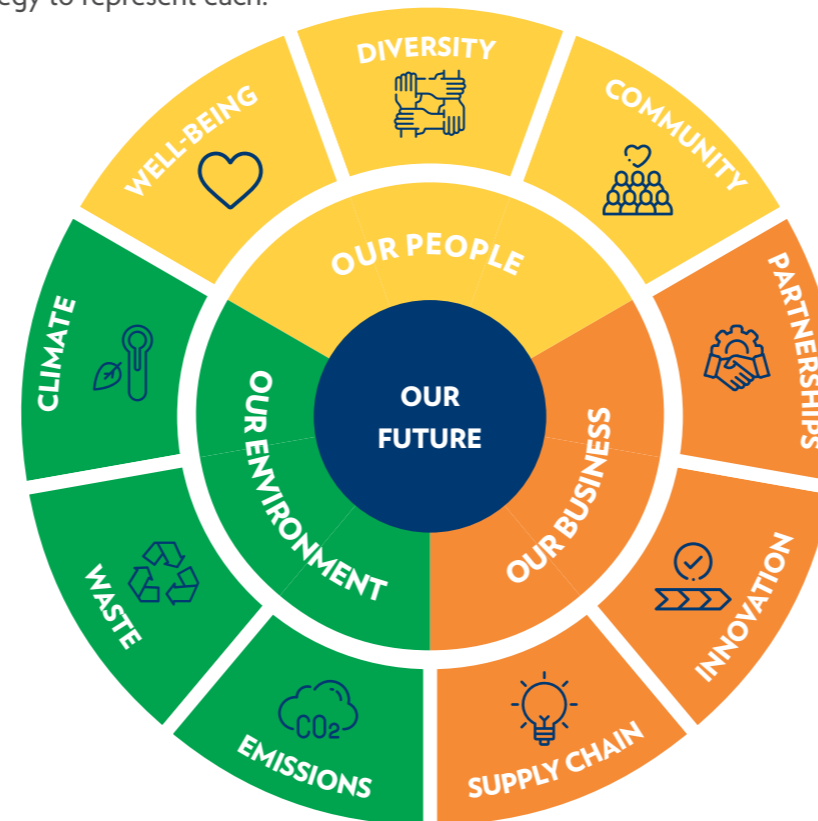 egy to represent each.
DIVERSITY
WELL-BEING
COMMUNITY
OUR PEOPLE
CLIMATE
PARTNERSHIPS
OUR
FUTURE
OUR ENVIRONMENT
OUR BUSINESS
WASTE
INNOVATION
CO2
EMISSIONS
SUPPLY CHAIN